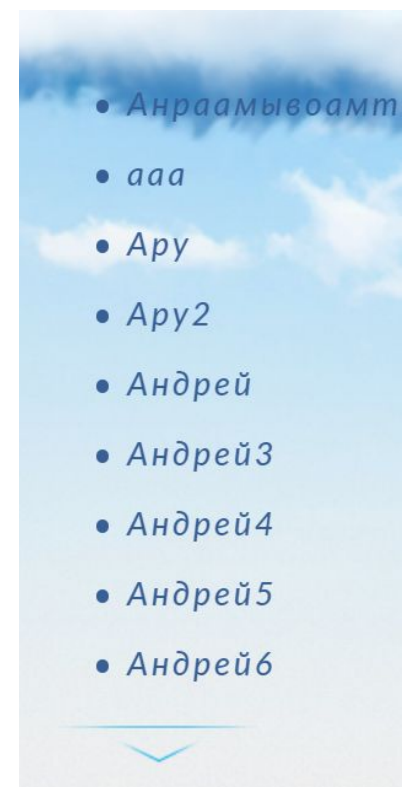 • Анраамывоамт
• ааа
• Ару
• Ару2
• Андрей
• Андрей3
• Андрей4
• Андрей5
• Андрей6